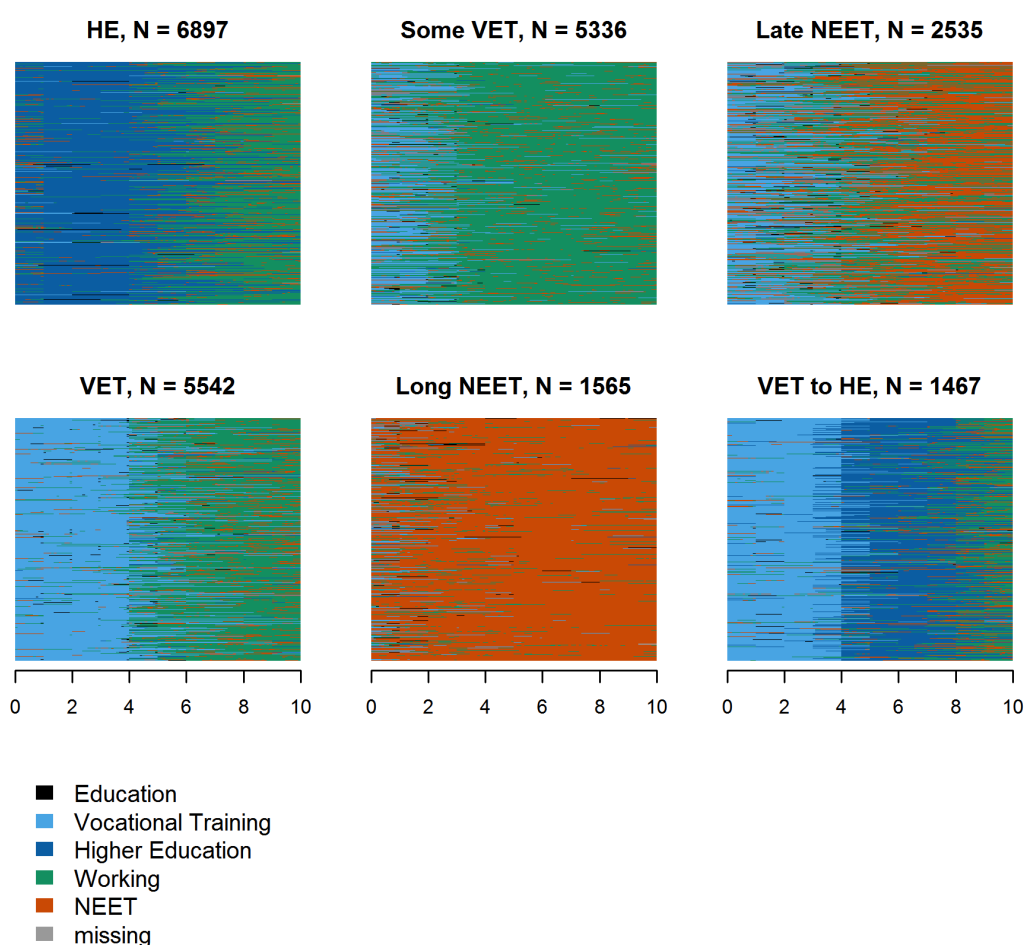 HE, N = 6897
Some VET, N = 5336
Late NEET, N = 2535
VET, N = 5542
Long NEET, N = 1565
VET to HE, N = 1467
0 2 4 6 8 10
0 2 4 6 8 10
0 2 4 6 8 10
Education
Vocational Training
Higher Education
Working
NEET
missing